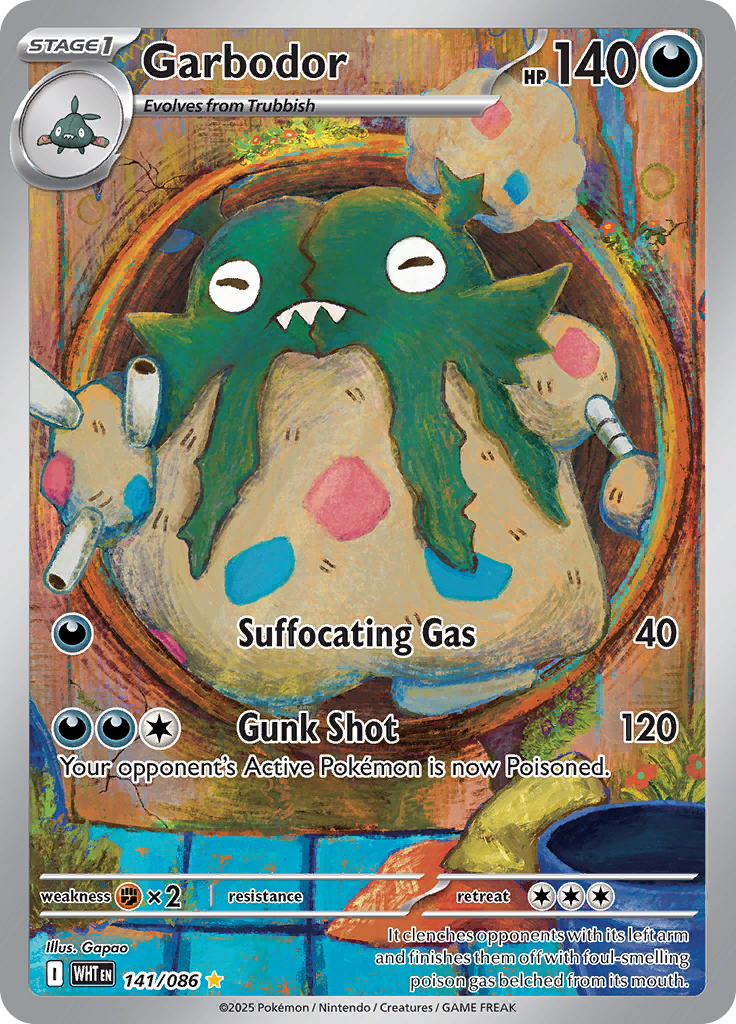 STAGE1
Garbodor
HP 140
Evolves from Trubbish
Suffocating Gas 40
Gunk Shot 120
Your opponent's Active Pokémon is now Poisoned.
weakness ×2 resistance retreat
Illus. Gapao
It clenches opponents with its left arm
and finishes them off with foul-smelling
poison gas belched from its mouth.
I WHT EN 141/086
©2025 Pokémon / Nintendo / Creatures / GAME FREAK